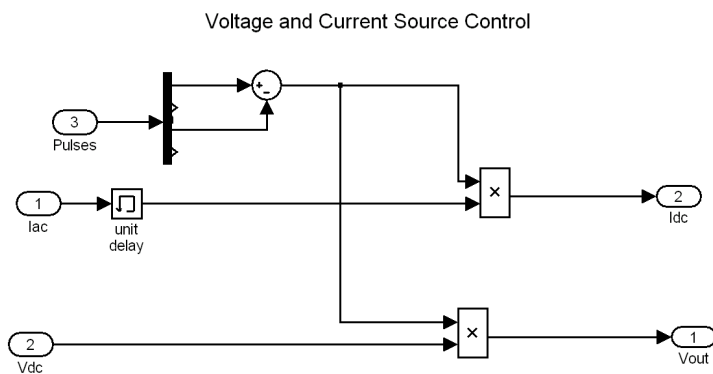 Voltage and Current Source Control
3
Pulses
+
-
1
Iac
unit
delay
×
2
Idc
2
Vdc
×
1
Vout